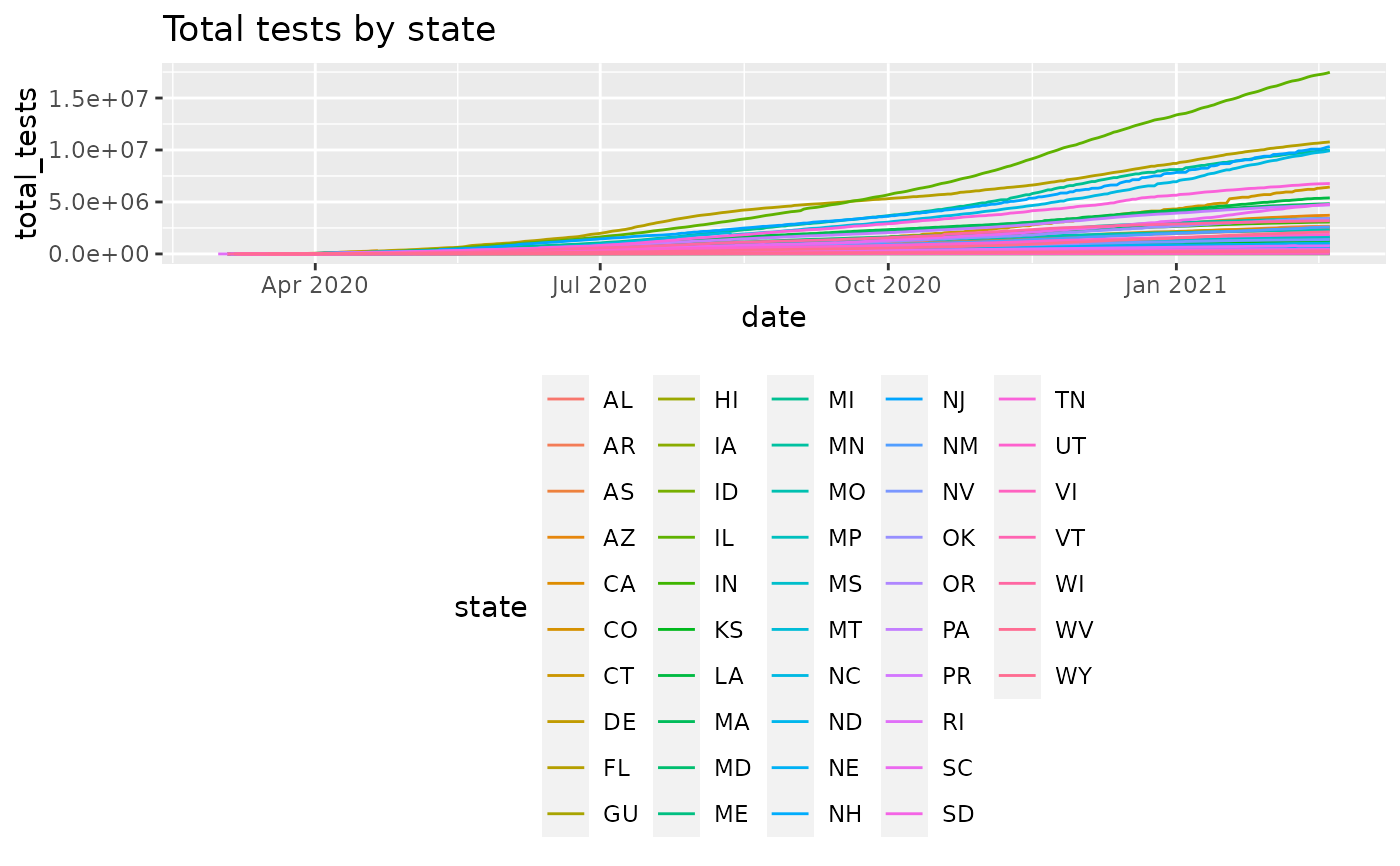 Total tests by state
total_tests
1.5e+07
1.0e+07
5.0e+06
0.0e+00
Apr 2020 Jul 2020 Oct 2020 Jan 2021
date
state
AL HI MI NJ TN
AR IA MN NM UT
AS ID MO NV VI
AZ IL MP OK VT
CA IN MS OR WI
CO KS MT PA WV
CT LA NC PR WY
DE MA ND RI
FL MD NE SC
GU ME NH SD